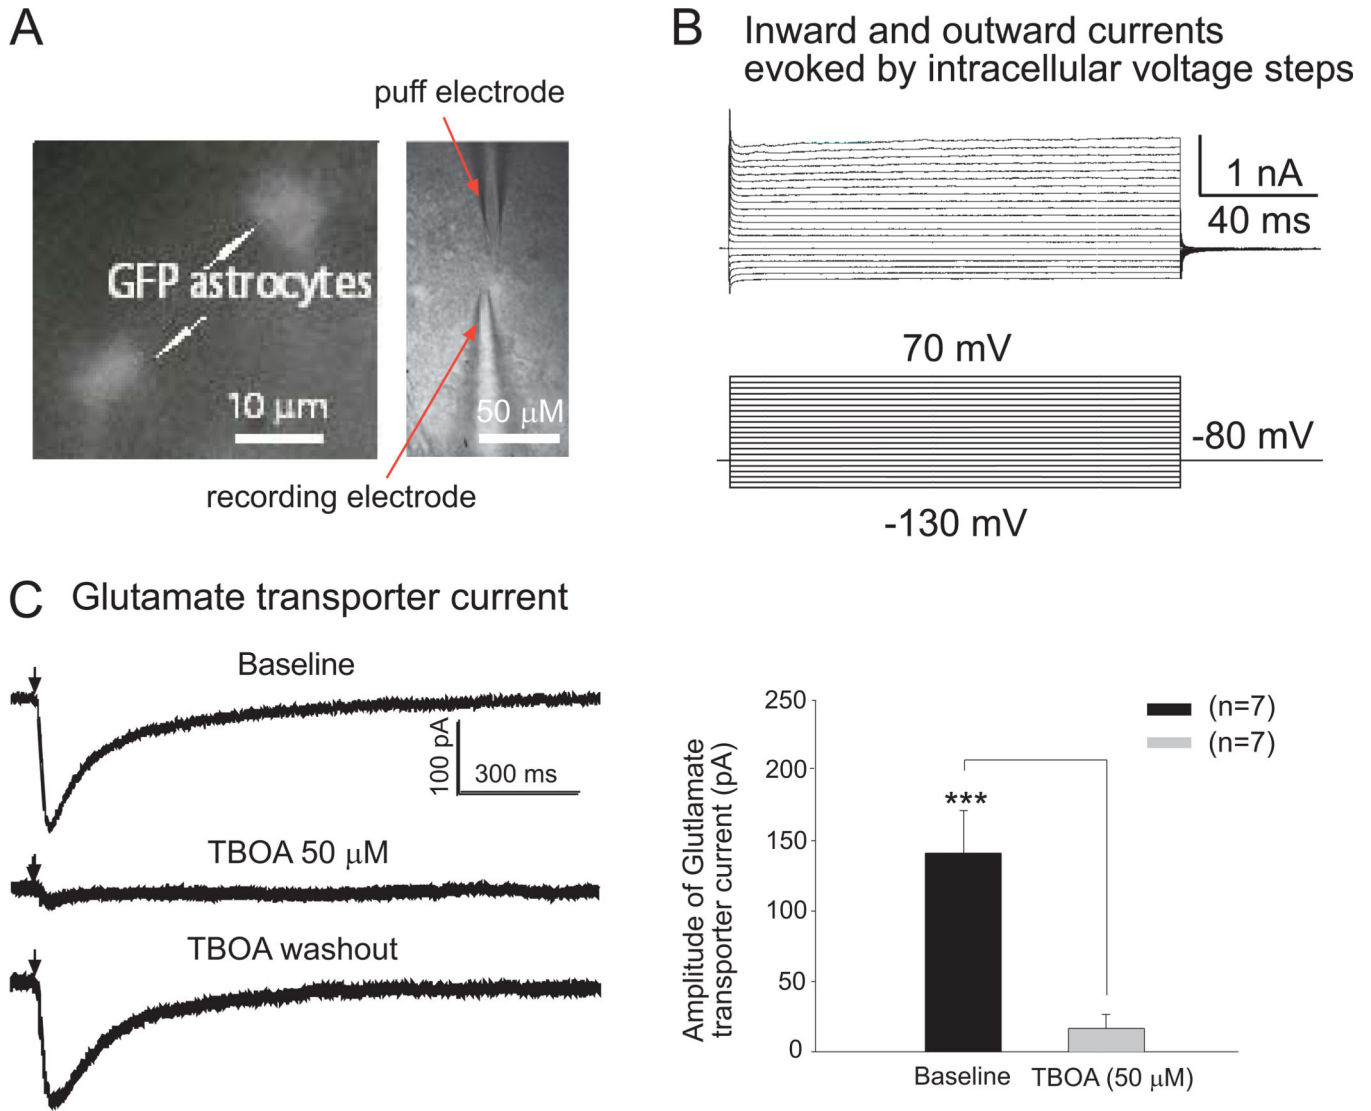 A
puff electrode
GFP astrocytes
10 μm
50 μM
recording electrode
B
Inward and outward currents
evoked by intracellular voltage steps
1 nA
40 ms
70 mV
-80 mV
-130 mV
C
Glutamate transporter current
Baseline
100 pA
300 ms
TBOA 50 μM
TBOA washout
Amplitude of Glutlamate
transporter current (pA)
250
200
150
100
50
0
***
(n=7)
(n=7)
Baseline
TBOA (50 μM)